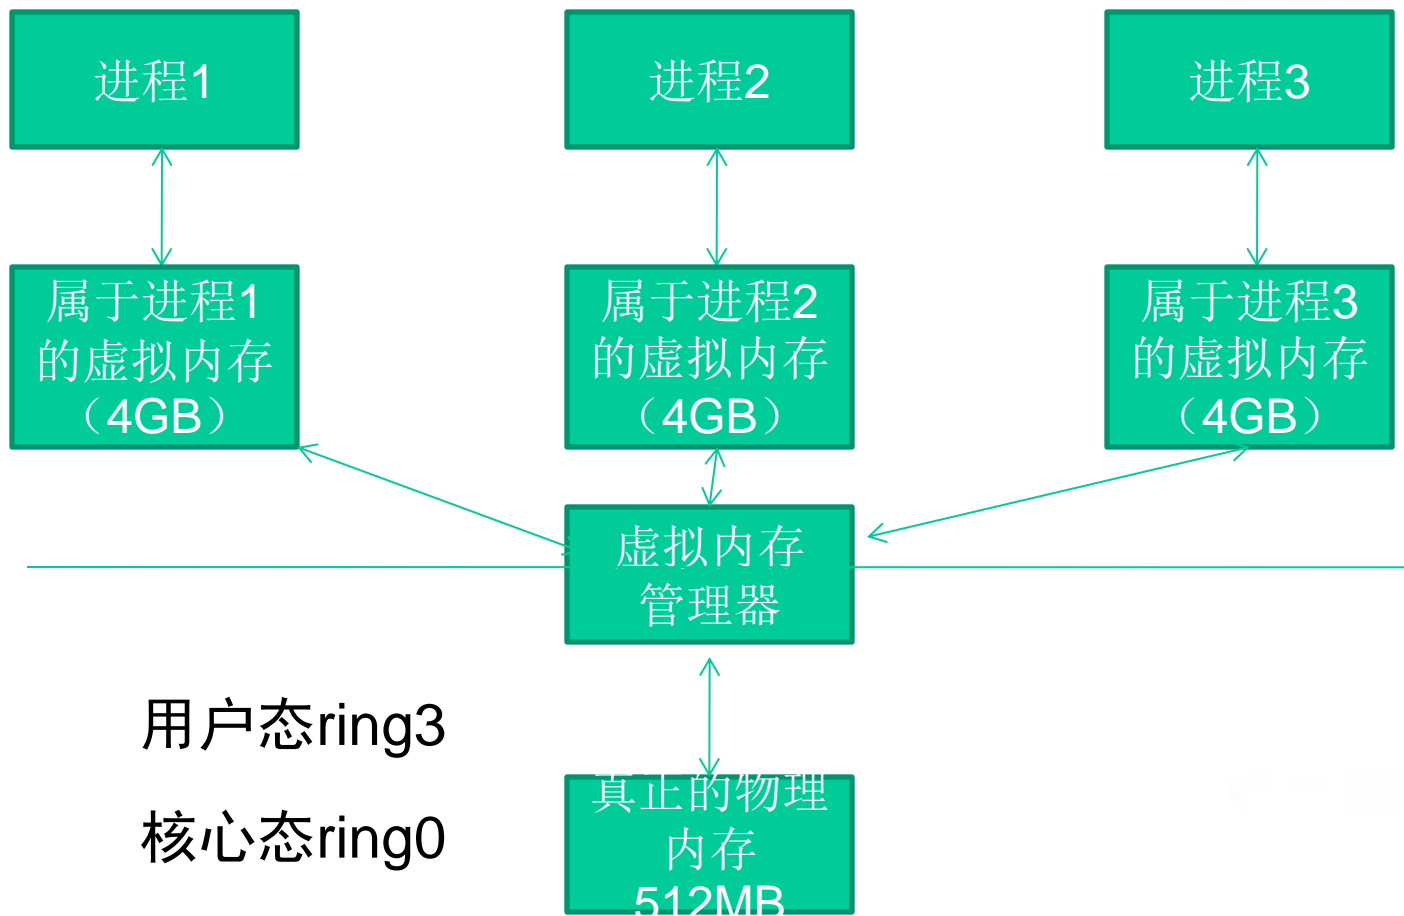 进程1
进程2
进程3
属于进程1
的虚拟内存
（4GB）
属于进程2
的虚拟内存
（4GB）
属于进程3
的虚拟内存
（4GB）
虚拟内存
管理器
用户态ring3
核心态ring0
真正的物理
内存
512MB